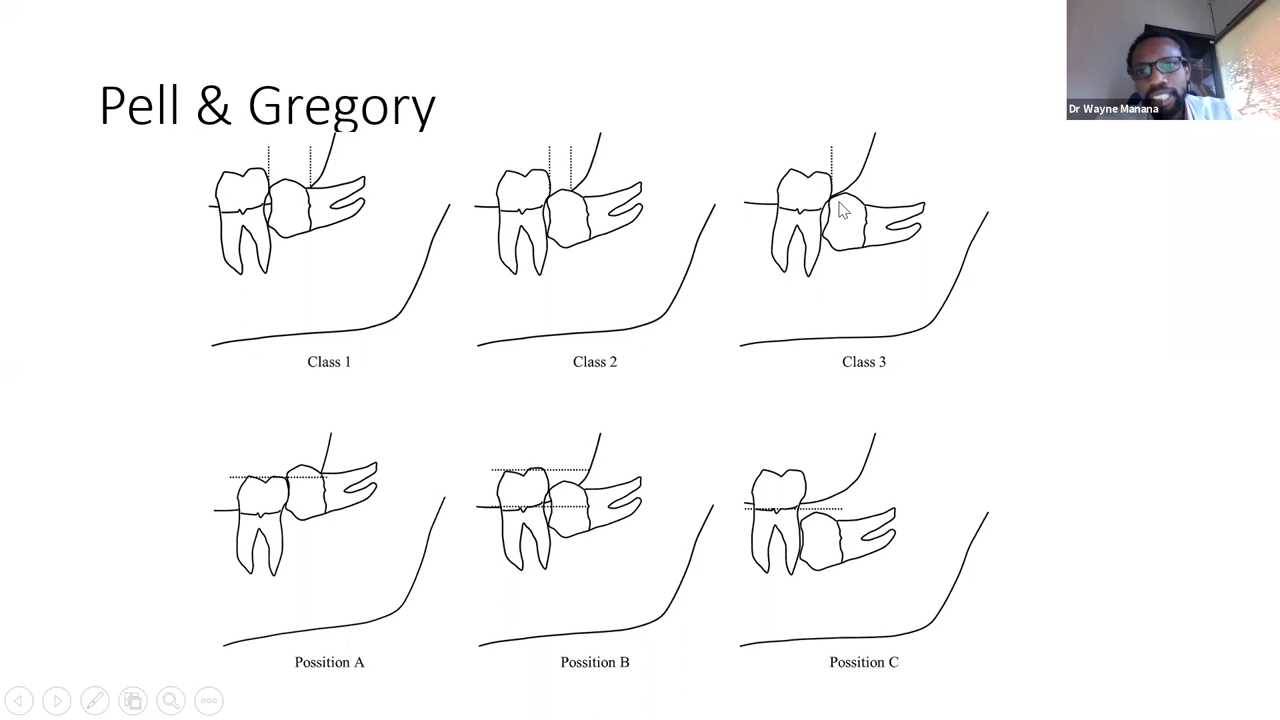 Pell & Gregory
Dr Wayne Manana
Class 1
Class 2
Class 3
Possition A
Possition B
Possition C